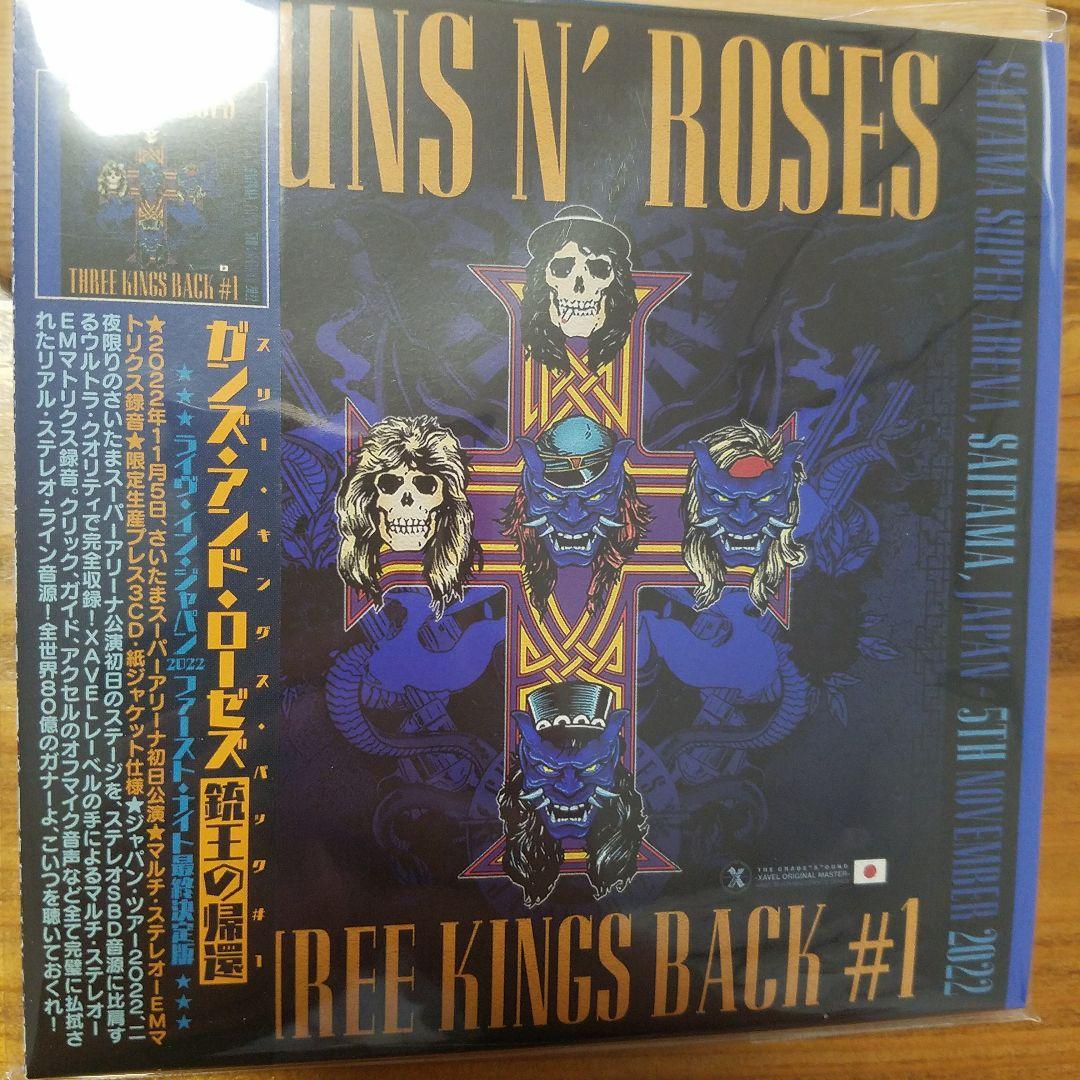 UNS N' ROSES
THREE KINGS BACK #1
スリー・キングス・バック#1
ガンズ・アンド・ローゼズ 銃王の帰還
★★★ライヴ・イン・ジャパン2022ファースト・ナイト最終決定版★★★
★2022年11月5日、さいたまスーパーアリーナ初日公演★マルチ・ステレオIEMマ
トリクス録音★限定生産プレス3CD・紙ジャケット仕様★ジャパン・ツアー2022、二
夜限りのさいたまスーパーアリーナ公演初日のステージを、ステレオSBD音源に比肩す
るウルトラ・クオリティで完全収録！XAVELレーベルの手によるマルチ・ステレオI
EMマトリクス録音。クリック、ガイド、アクセルのオフマイク音声など全て完璧に払拭さ
れたリアル・ステレオ・ライン音源！全世界80億のガナーよ、こいつを聴いておくれ！
SAITAMA SUPER ARENA, SAITAMA, JAPAN - 5TH NOVEMBER 2022
X
-XAVEL ORIGINAL MASTER-
HREE KINGS BACK #1